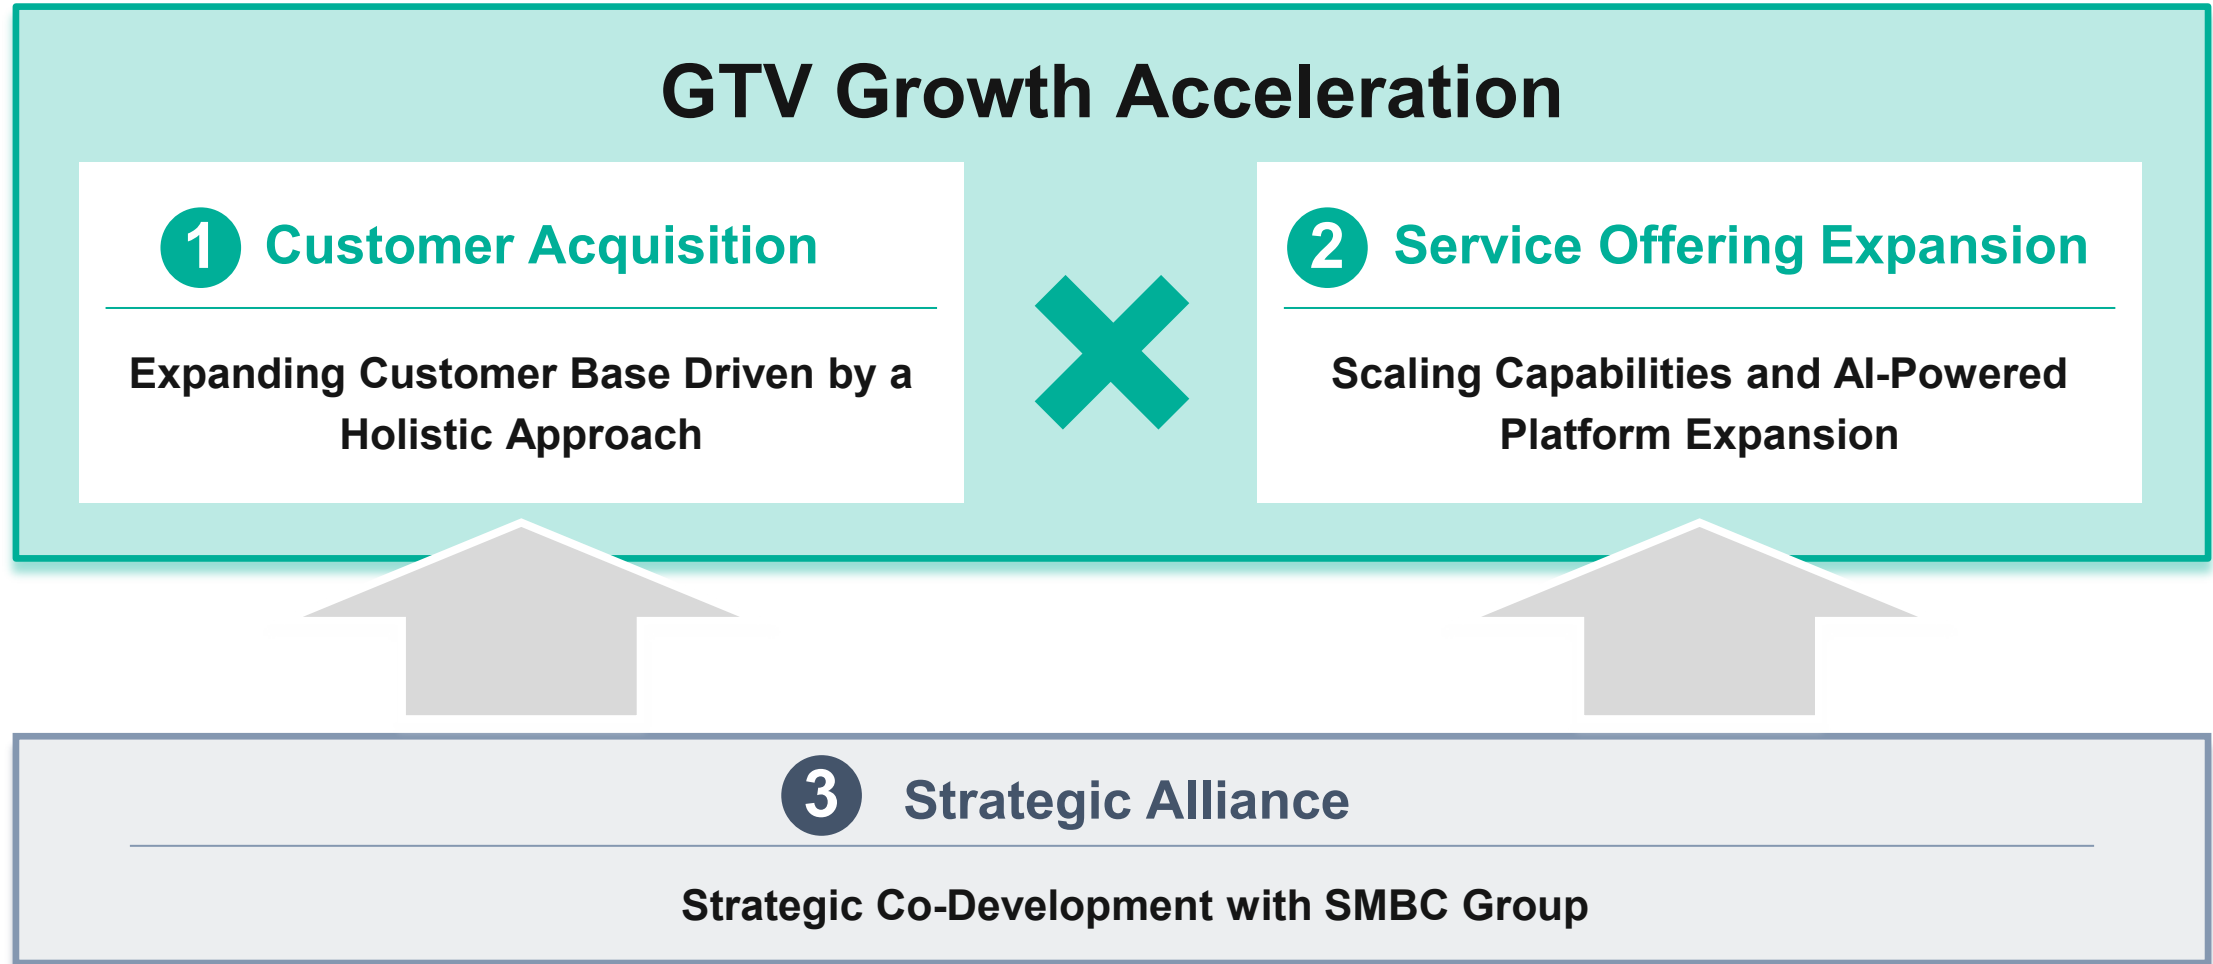 GTV Growth Acceleration
1 Customer Acquisition
Expanding Customer Base Driven by a
Holistic Approach
2 Service Offering Expansion
Scaling Capabilities and AI-Powered
Platform Expansion
3 Strategic Alliance
Strategic Co-Development with SMBC Group